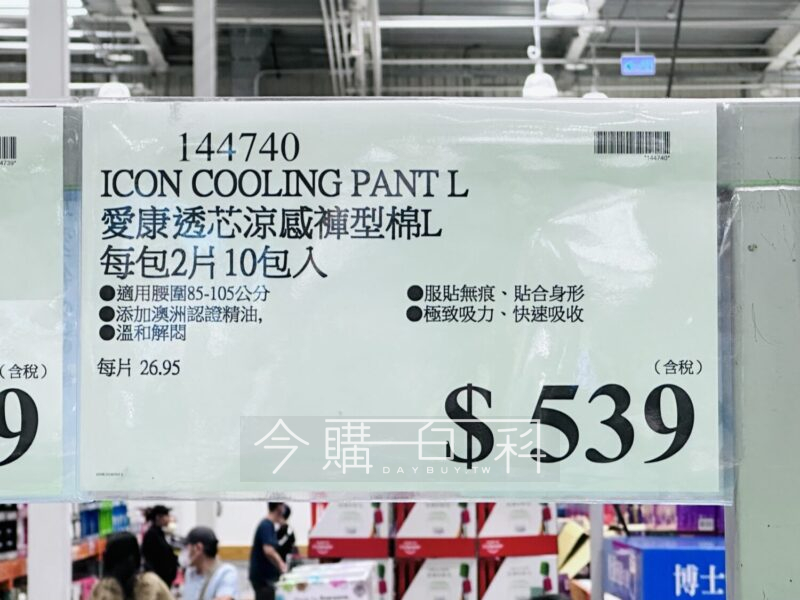 144740
*144740*
ICON COOLING PANT L
愛康透芯涼感褲型棉L
每包2片10包入
●適用腰圍85-105公分
●服貼無痕、貼合身形
●添加澳洲認證精油,
●極致吸力、快速吸收
●溫和解悶
每片 26.95
(含稅)
$ 539
今購百科
DAYBUY.TW
(含稅)
9
博士